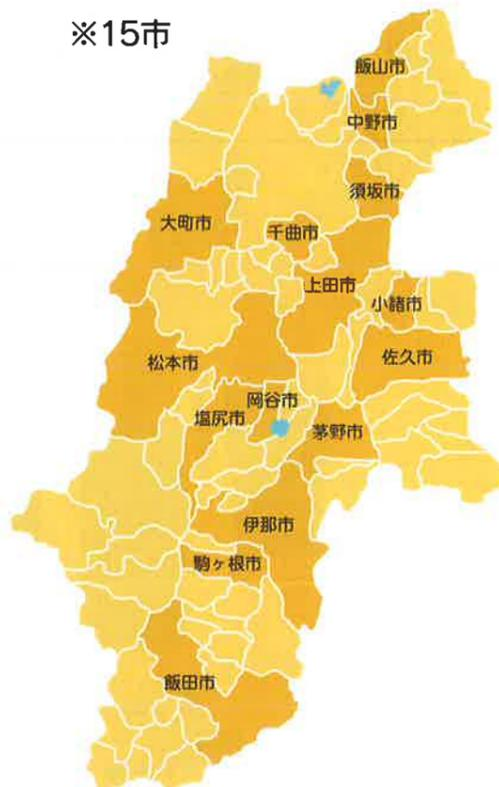 ※15市
飯山市
中野市
須坂市
大町市
千曲市
上田市
小諸市
松本市
佐久市
岡谷市
塩尻市
茅野市
伊那市
駒ヶ根市
飯田市